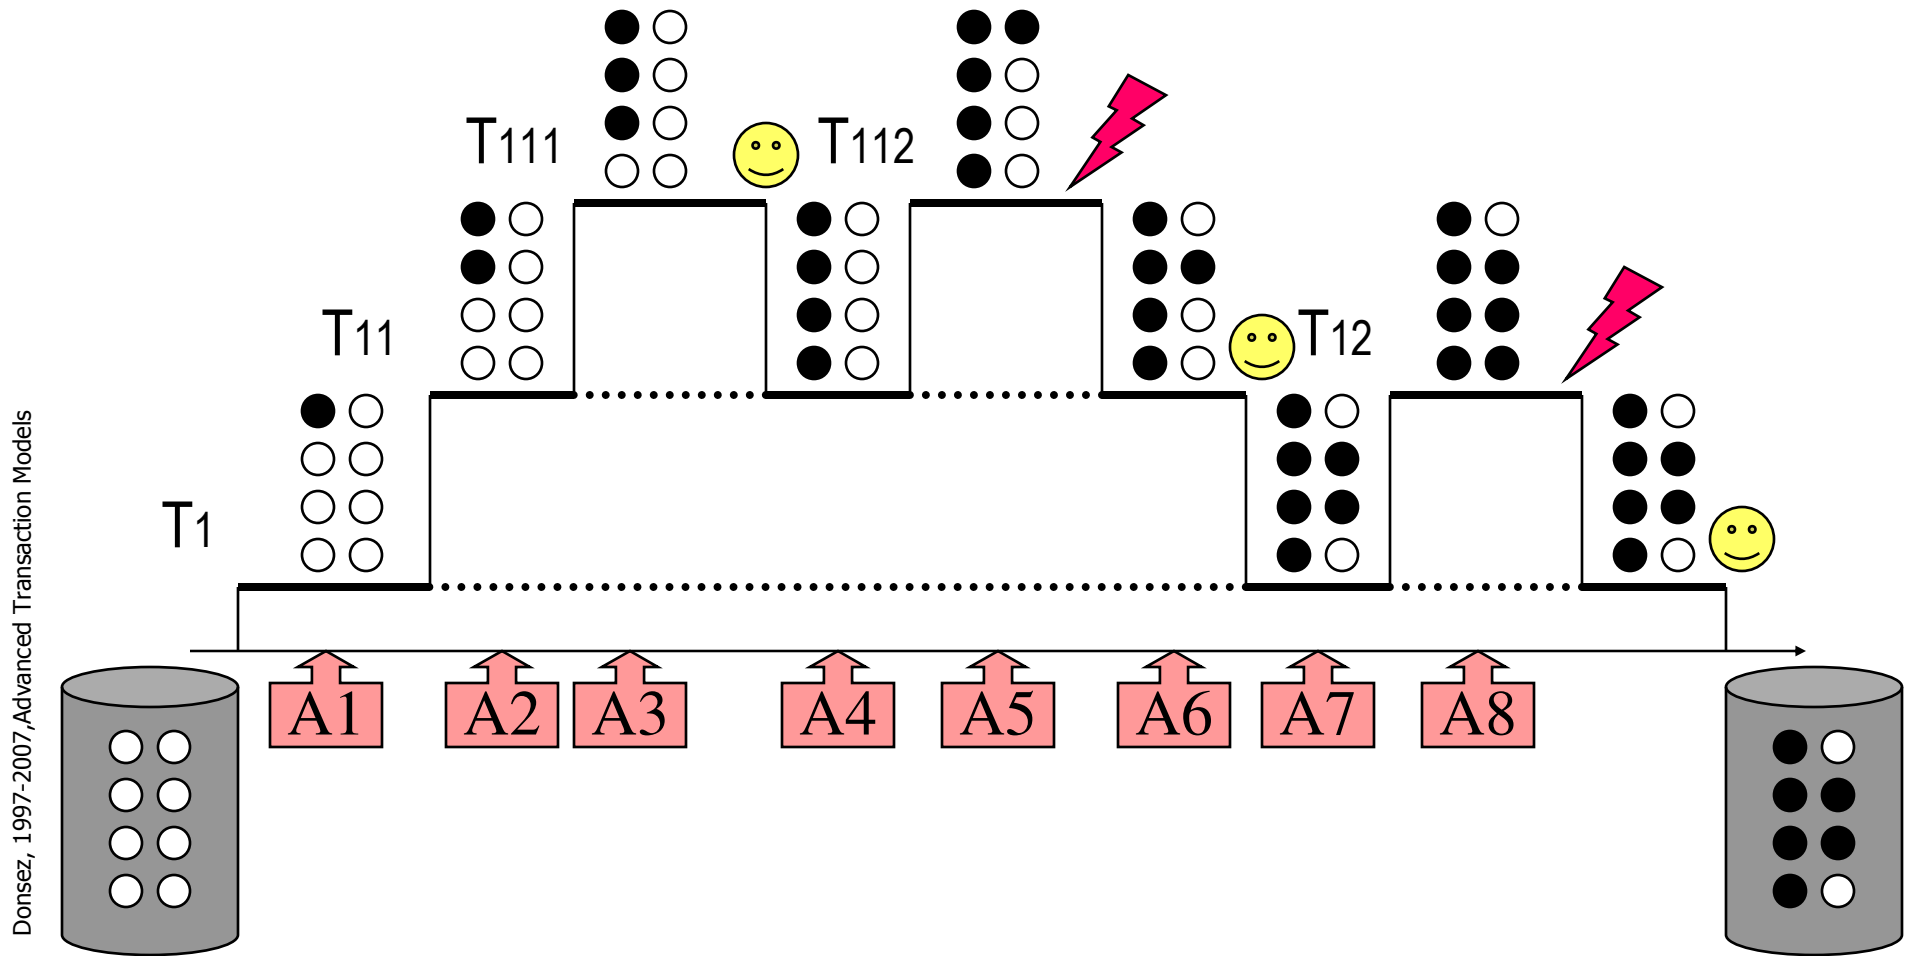 T111
T112
T11
T12
T1
A1
A2
A3
A4
A5
A6
A7
A8
Donsez, 1997-2007,Advanced Transaction Models